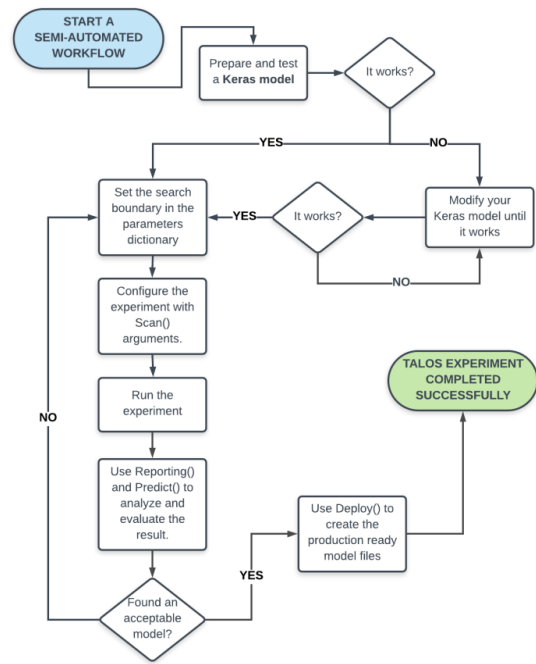 START A
SEMI-AUTOMATED
WORKFLOW
Prepare and test
a Keras model
It works?
YES
NO
Set the search
boundary in the
parameters
dictionary
YES
It works?
Modify your
Keras model until
it works
NO
Configure the
experiment with
Scan()
arguments.
Run the
experiment
NO
TALOS EXPERIMENT
COMPLETED
SUCCESSFULLY
Use Reporting()
and Predict() to
analyze and
evaluate the
result.
Use Deploy() to
create the
production ready
model files
YES
Found an
acceptable
model?